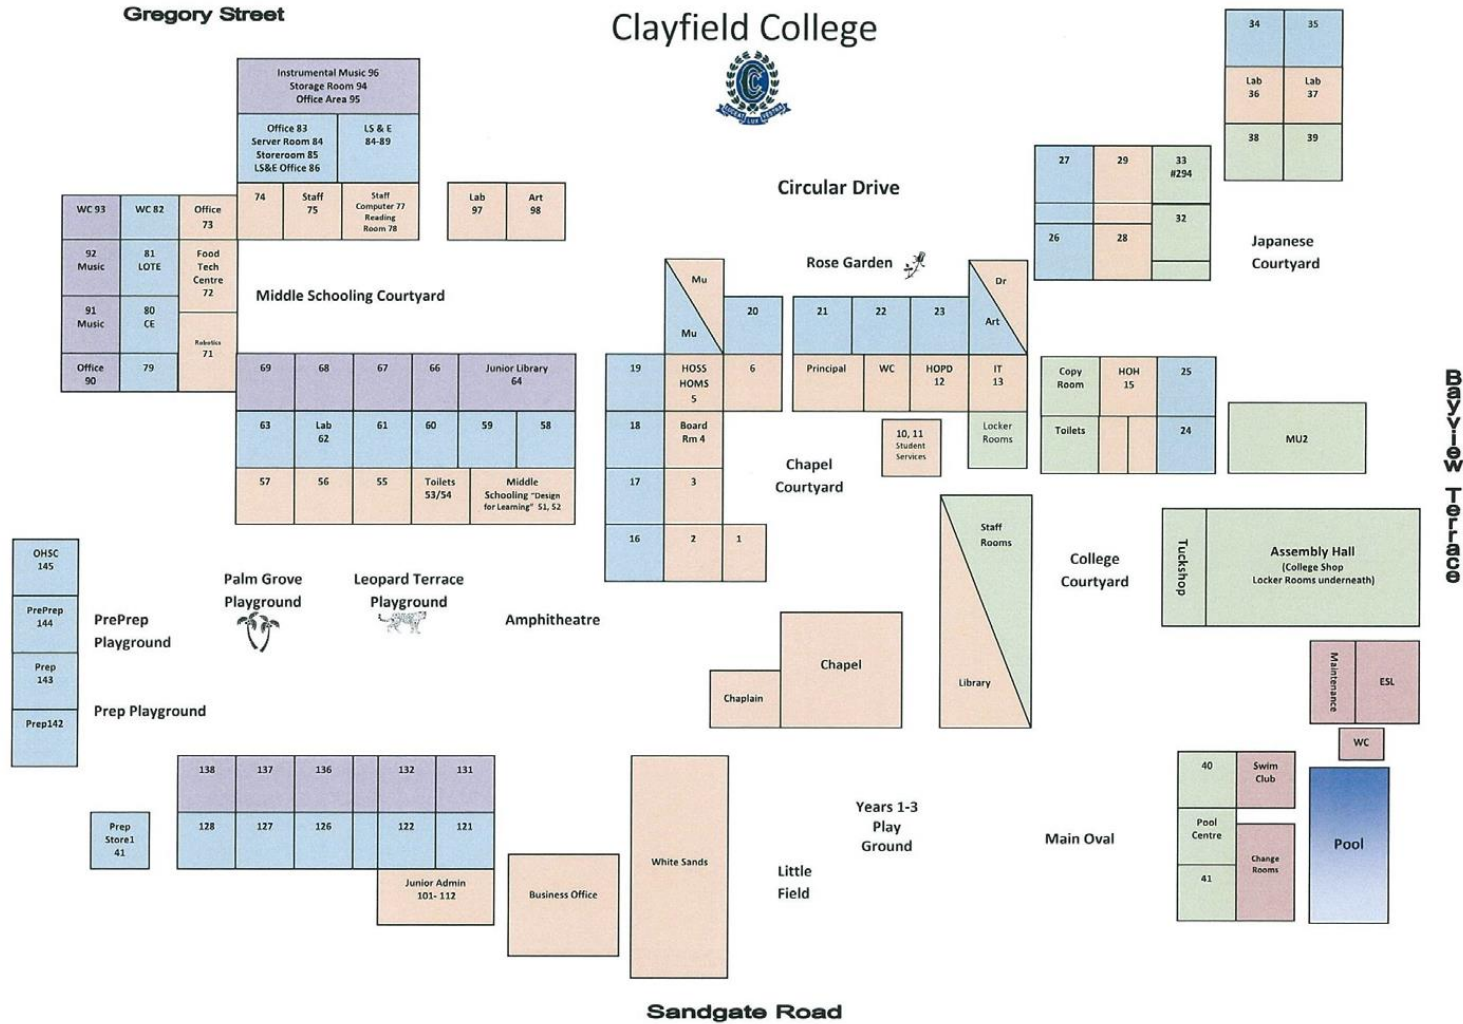 Gregory Street
Clayfield College
34
35
Lab
36
Lab
37
38
39
Instrumental Music 96
Storage Room 94
Office Area 95
Office 83
Server Room 84
Storeroom 85
LS&E Office 86
LS & E
84-89
74
Staff
75
Staff
Computer 77
Reading
Room 78
Lab
97
Art
98
Circular Drive
27
29
33
#294
32
26
28
Japanese
Courtyard
WC 93
WC 82
Office
73
92
Music
81
LOTE
Food
Tech
Centre
72
91
Music
80
CE
Robotics
71
Office
90
79
Middle Schooling Courtyard
Rose Garden
Mu
Mu
20
21
22
23
Dr
Art
69
68
67
66
Junior Library
64
63
Lab
62
61
60
59
58
57
56
55
Toilets
53/54
Middle
Schooling "Design
for Learning" 51, 52
19
HOSS
HOMS
5
6
Principal
WC
HOPD
12
IT
13
18
Board
Rm 4
17
3
16
2
1
10, 11
Student
Services
Locker
Rooms
Chapel
Courtyard
Copy
Room
HOH
15
25
Toilets
24
MU2
Bayview Terrace
Staff
Rooms
Library
College
Courtyard
Tuckshop
Assembly Hall
(College Shop
Locker Rooms underneath)
OHSC
145
PrePrep
144
Prep
143
Prep142
PrePrep
Playground
Prep Playground
Palm Grove
Playground
Leopard Terrace
Playground
Amphitheatre
Chapel
Chaplain
Maintenance
ESL
WC
138
137
136
132
131
128
127
126
122
121
Prep
Store1
41
Junior Admin
101- 112
Business Office
White Sands
Years 1-3
Play
Ground
Little
Field
Main Oval
40
Swim
Club
Pool
Centre
41
Change
Rooms
Pool
Sandgate Road